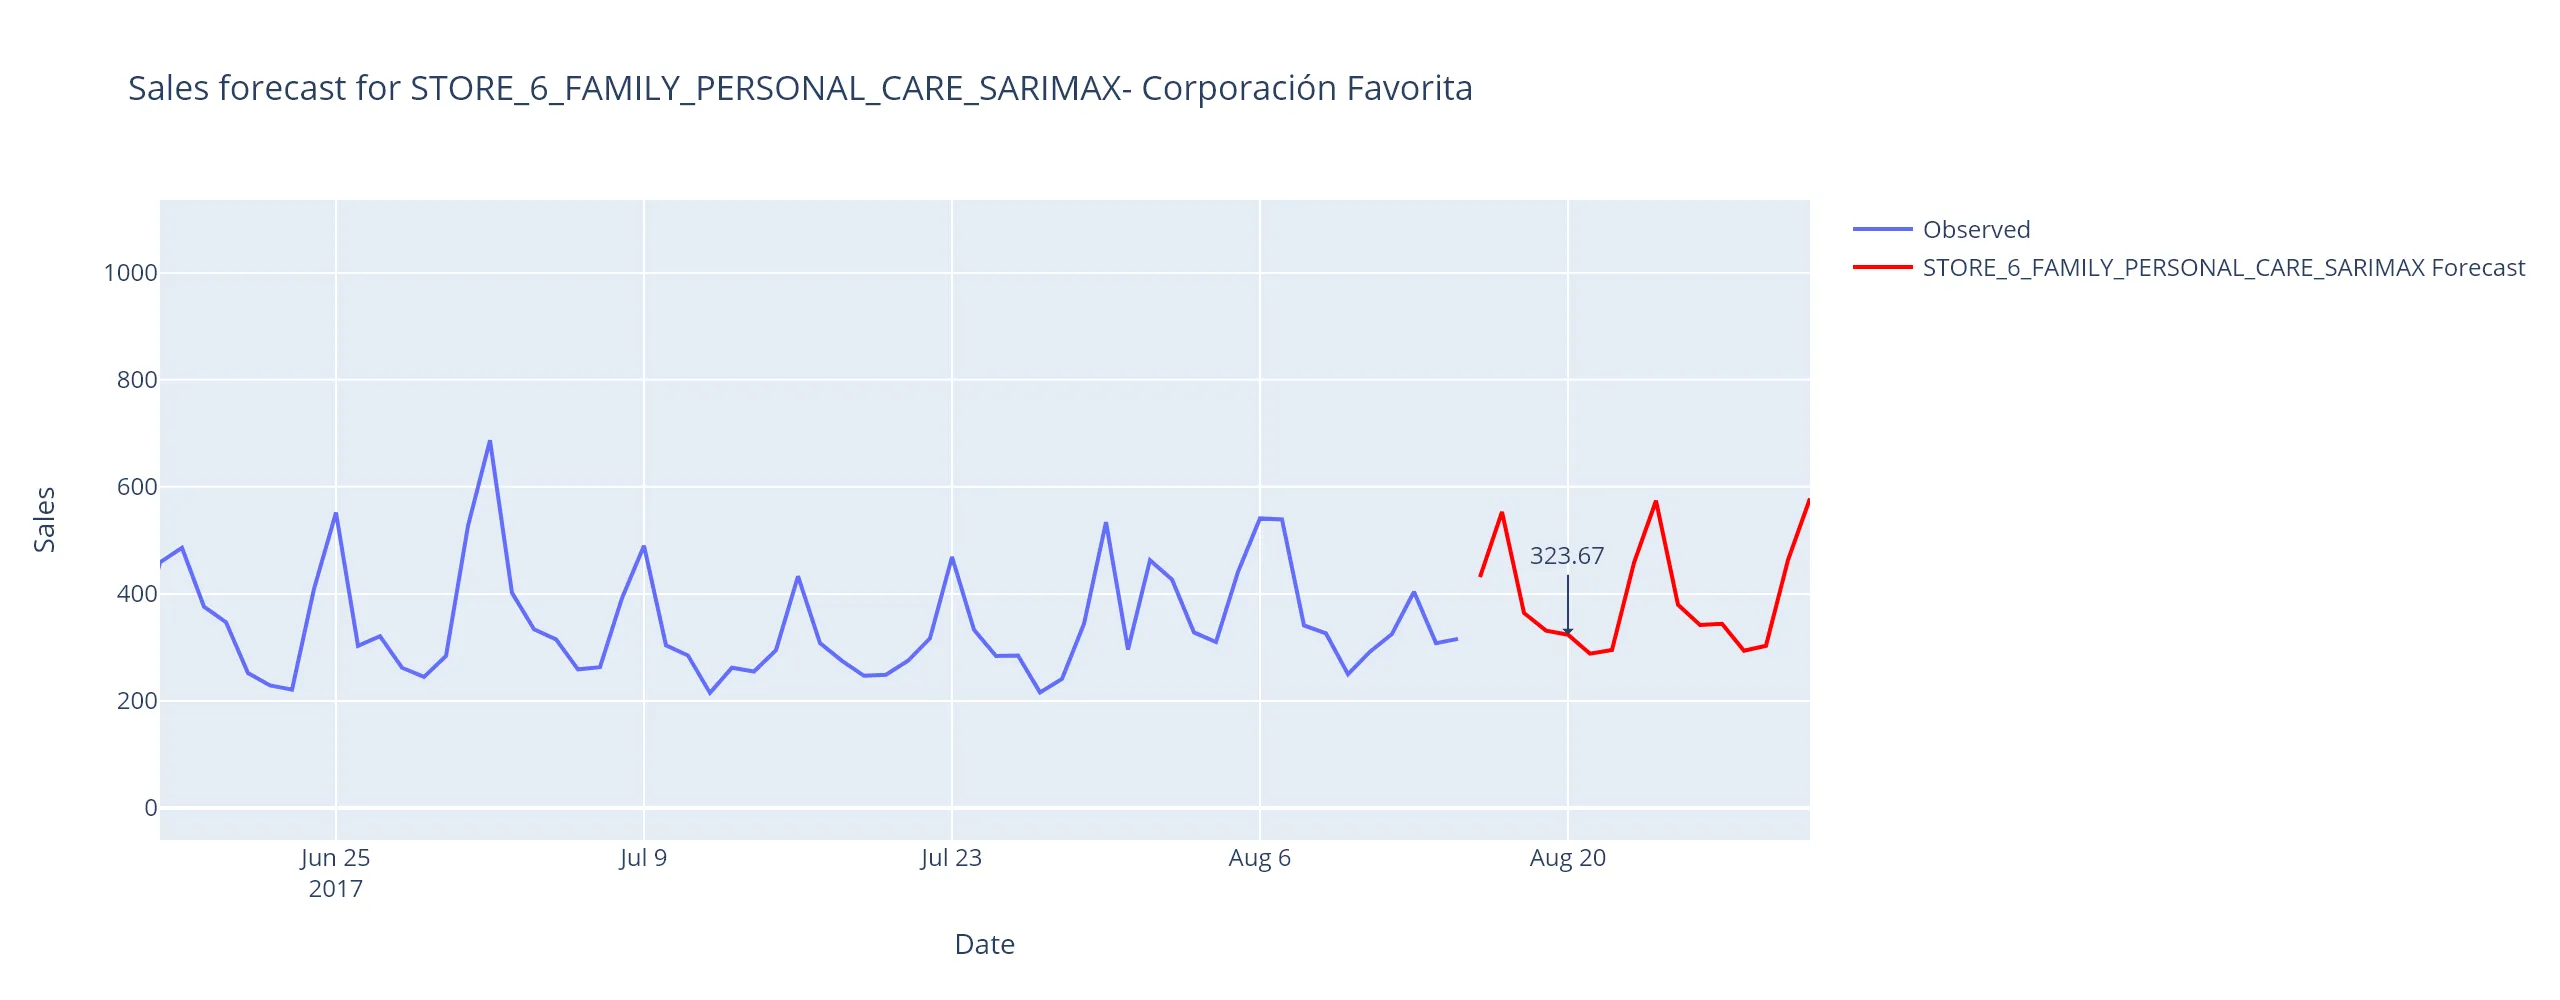 Sales forecast for STORE_6_FAMILY_PERSONAL_CARE_SARIMAX- Corporación Favorita
Observed
STORE_6_FAMILY_PERSONAL_CARE_SARIMAX Forecast
1000
800
600
400
200
0
Sales
323.67
Jun 25
2017
Jul 9
Jul 23
Aug 6
Aug 20
Date